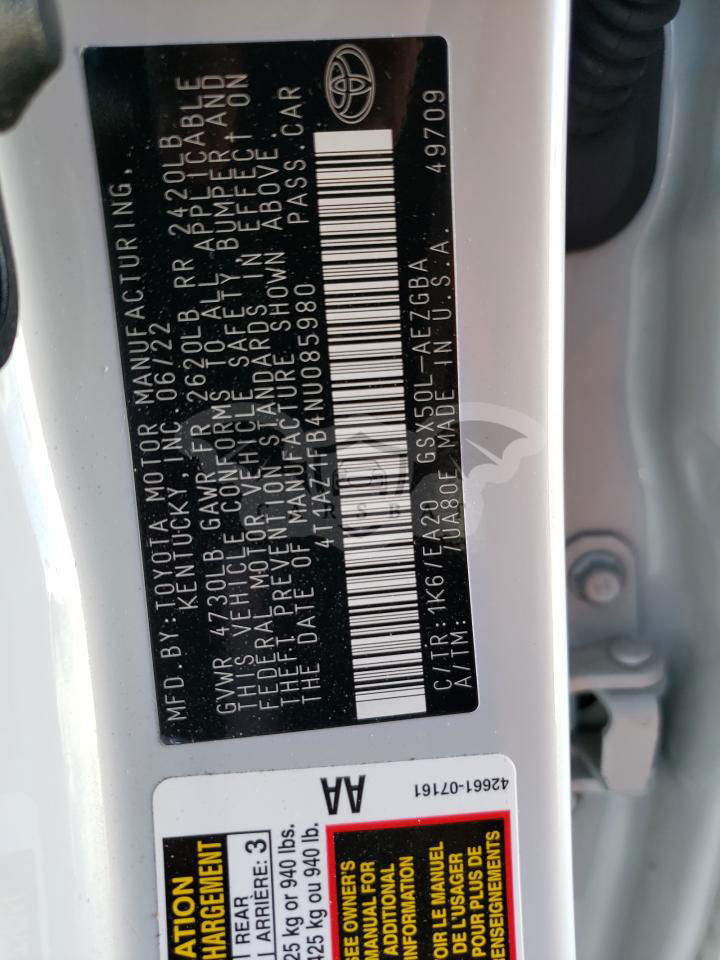 MFD.BY:TOYOTA MOTOR MANUFACTURING,
KENTUCKY, INC. 06/22
GVWR 4730LB GAWR FR 2620LB RR 2420LB
THIS VEHICLE CONFORMS TO ALL APPLICABLE
FEDERAL MOTOR VEHICLE SAFETY, BUMPER, AND
THEFT PREVENTION STANDARDS IN EFFECT ON
THE DATE OF MANUFACTURE SHOWN ABOVE.
4T1AZ1FB4NU085980 PASS.CAR
C/TR: 1K6/EA20 GSX50L-AEZGBA
A/TM: /UA80F MADE IN U.S.A. 49709
AA
42661-07161
REAR 3
ARRIÈRE: 3
425 kg ou 940 lb.
25 kg or 940 lbs.
SEE OWNER'S
MANUAL FOR
ADDITIONAL
INFORMATION
VOIR LE MANUEL
DE L'USAGER
POUR PLUS DE
RENSEIGNEMENTS